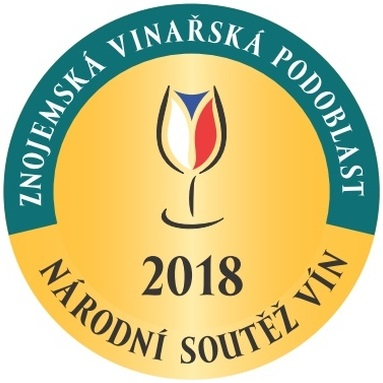 ZNOJEMSKÁ VINAŘSKÁ PODOBLAST
2018
NÁRODNÍ SOUTĚŽ VÍN